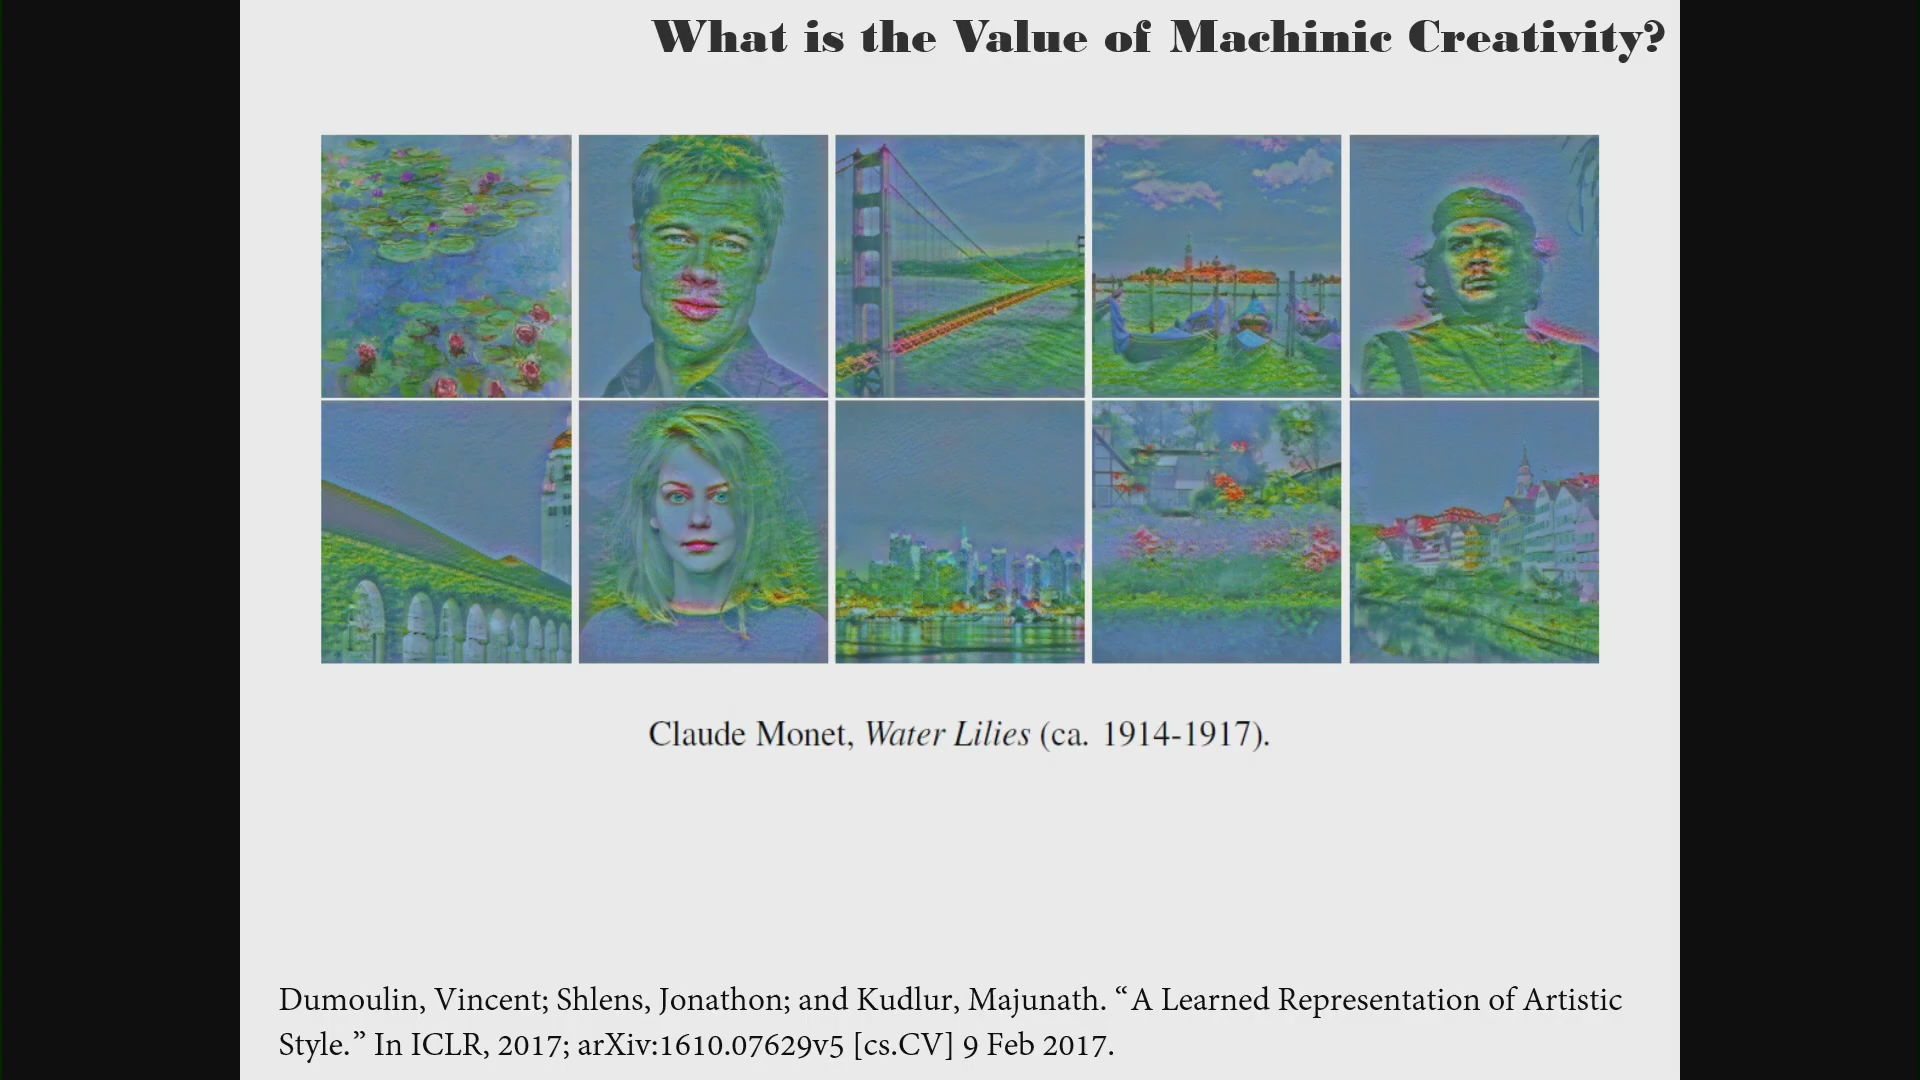 What is the Value of Machinic Creativity?
Claude Monet, Water Lilies (ca. 1914-1917).
Dumoulin, Vincent; Shlens, Jonathon; and Kudlur, Majunath. “A Learned Representation of Artistic
Style.” In ICLR, 2017; arXiv:1610.07629v5 [cs.CV] 9 Feb 2017.